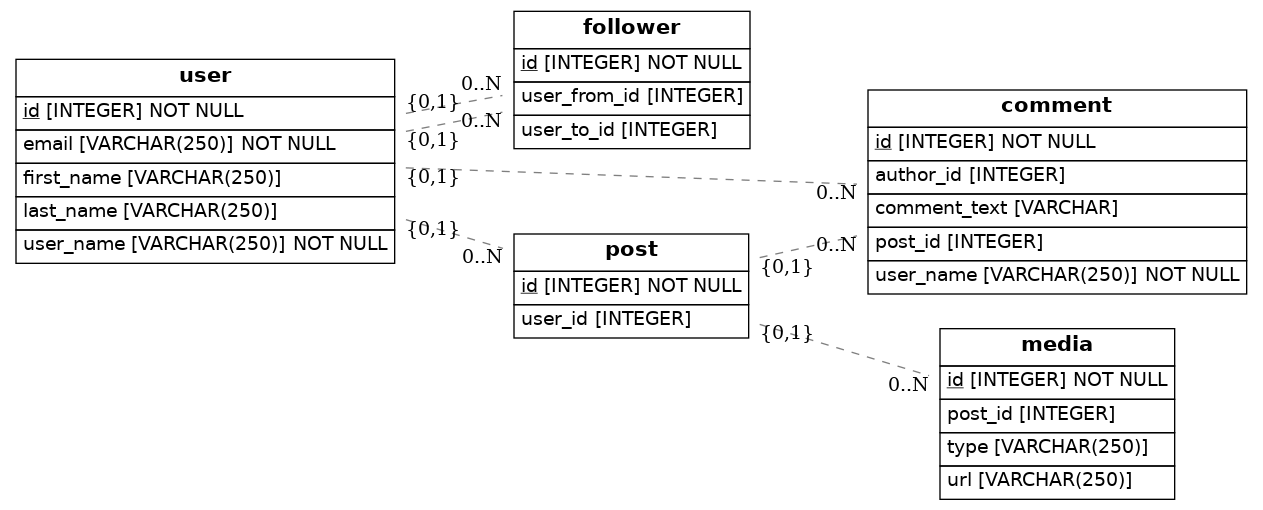 user
id [INTEGER] NOT NULL
email [VARCHAR(250)] NOT NULL
first_name [VARCHAR(250)]
last_name [VARCHAR(250)]
user_name [VARCHAR(250)] NOT NULL
{0,1}
0..N
{0,1}
0..N
{0,1}
0..N
{0,1}
0..N
follower
id [INTEGER] NOT NULL
user_from_id [INTEGER]
user_to_id [INTEGER]
post
id [INTEGER] NOT NULL
user_id [INTEGER]
{0,1}
0..N
{0,1}
0..N
comment
id [INTEGER] NOT NULL
author_id [INTEGER]
comment_text [VARCHAR]
post_id [INTEGER]
user_name [VARCHAR(250)] NOT NULL
media
id [INTEGER] NOT NULL
post_id [INTEGER]
type [VARCHAR(250)]
url [VARCHAR(250)]